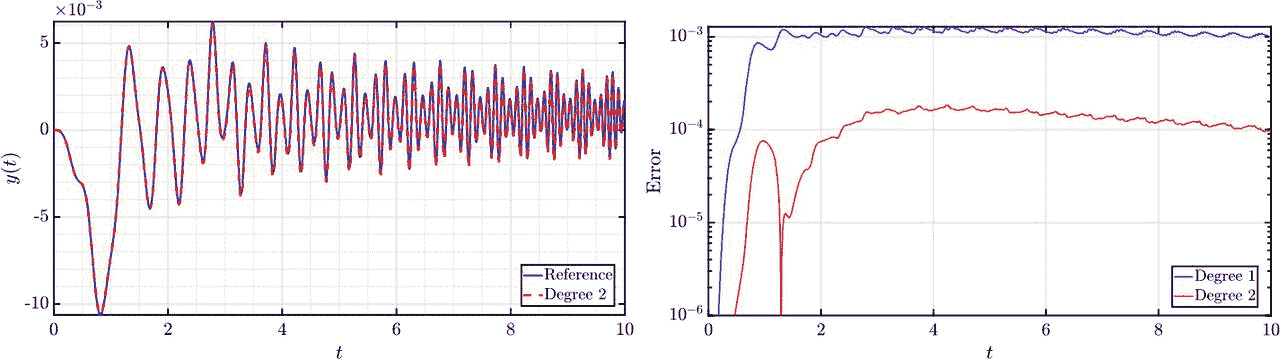 ×10⁻³
5
0
-5
-10
y(t)
0 2 4 6 8 10
t
Reference
Degree 2
10⁻³
10⁻⁴
10⁻⁵
10⁻⁶
Error
0 2 4 6 8 10
t
Degree 1
Degree 2